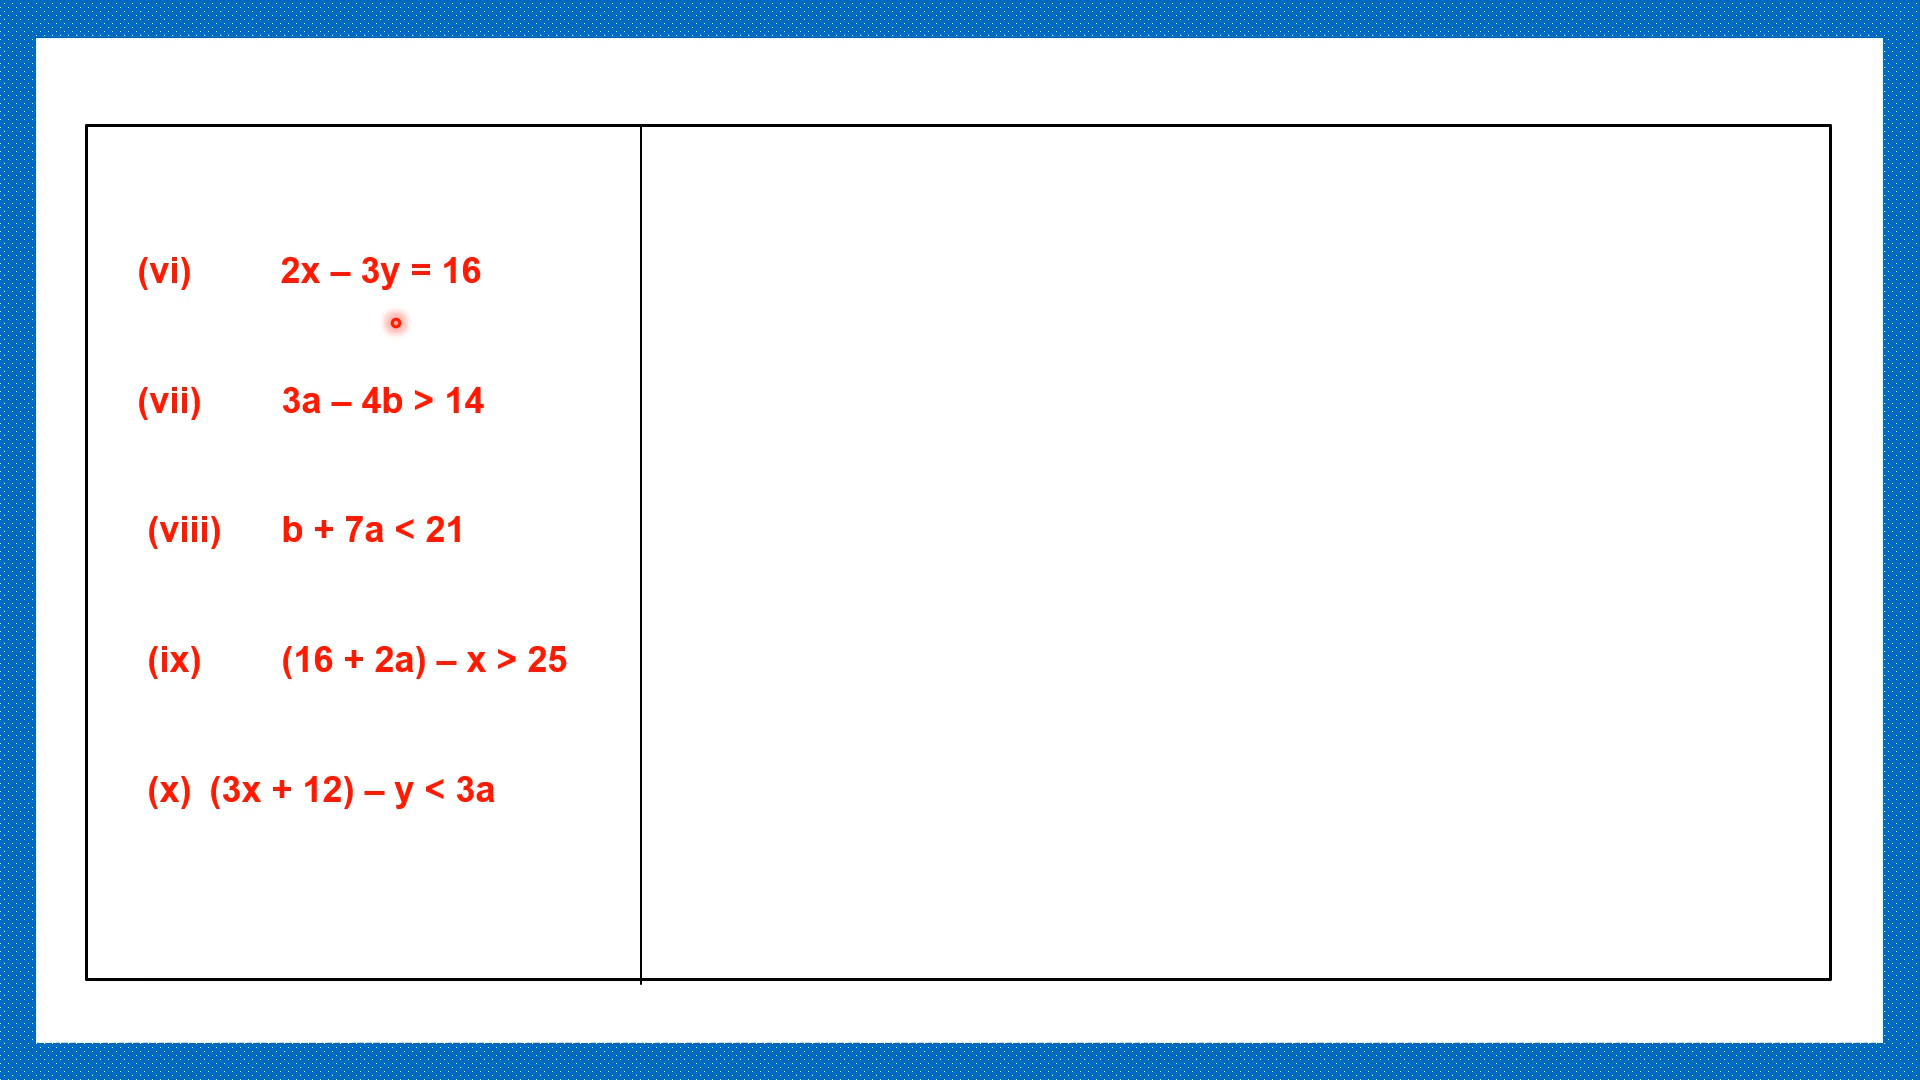 (vi) 2x – 3y = 16
(vii) 3a – 4b > 14
(viii) b + 7a < 21
(ix) (16 + 2a) – x > 25
(x) (3x + 12) – y < 3a